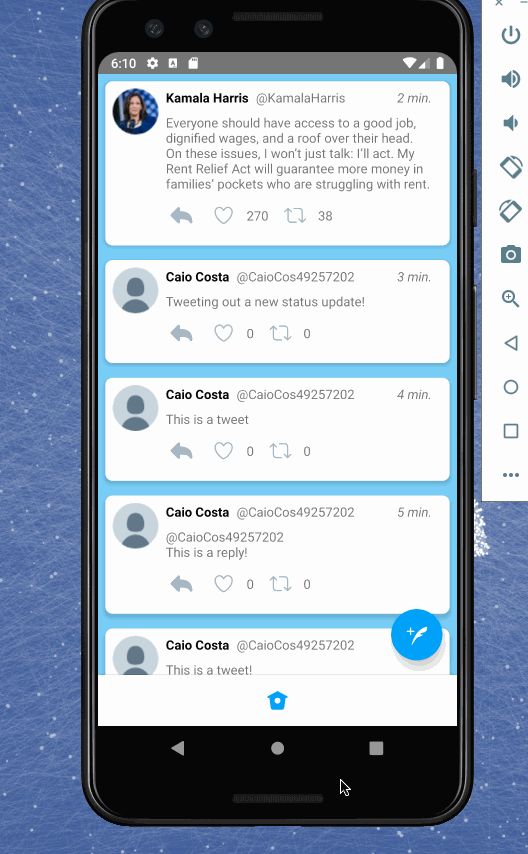 6:10
Kamala Harris @KamalaHarris 2 min.
Everyone should have access to a good job,
dignified wages, and a roof over their head.
On these issues, I won't just talk: I'll act. My
Rent Relief Act will guarantee more money in
families' pockets who are struggling with rent.
270 38
Caio Costa @CaioCos49257202 3 min.
Tweeting out a new status update!
0 0
Caio Costa @CaioCos49257202 4 min.
This is a tweet
0 0
Caio Costa @CaioCos49257202 5 min.
@CaioCos49257202
This is a reply!
0 0
Caio Costa @CaioCos49257202
This is a tweet!